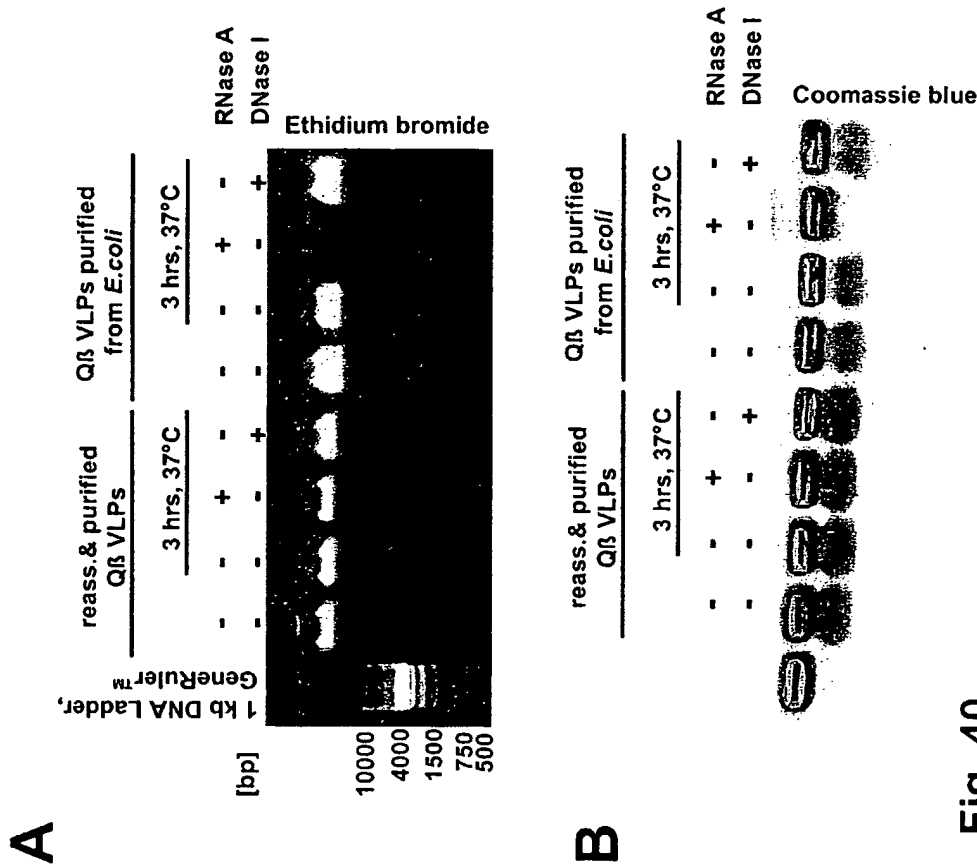 A
reass.& purified
Qß VLPs
Qß VLPs purified
from E.coli
3 hrs, 37°C
3 hrs, 37°C
- - + - - - + - RNase A
- - - + - - - + DNase I
1 kb DNA Ladder,
GeneRuler™
[bp]
10000
4000
1500
750
500
Ethidium bromide
B
reass.& purified
Qß VLPs
Qß VLPs purified
from E.coli
3 hrs, 37°C
3 hrs, 37°C
- - + - - - + - RNase A
- - - + - - - + DNase I
Coomassie blue
Fig. 40